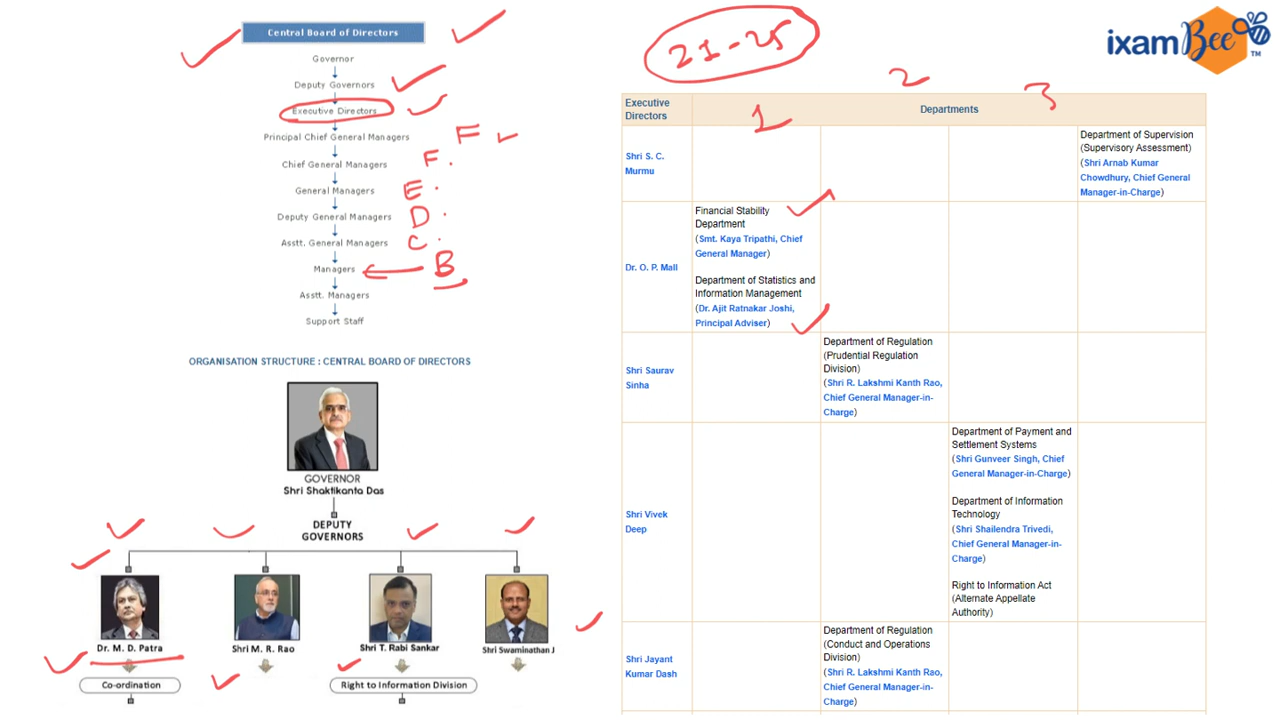 Central Board of Directors
Governor
Deputy Governors
Executive Directors
Principal Chief General Managers
F
Chief General Managers
F.
General Managers
E.
Deputy General Managers
D.
Asstt. General Managers
C.
Managers
B
Asstt. Managers
Support Staff
ORGANISATION STRUCTURE : CENTRAL BOARD OF DIRECTORS
GOVERNOR
Shri Shaktikanta Das
DEPUTY
GOVERNORS
Dr. M. D. Patra
Shri M. R. Rao
Shri T. Rabi Sankar
Shri Swaminathan J
Co-ordination
Right to Information Division
21-25
ixamBee
TM
2
3
1
Executive
Directors
Departments
Shri S. C.
Murmu
Department of Supervision
(Supervisory Assessment)
(Shri Arnab Kumar
Chowdhury, Chief General
Manager-in-Charge)
Dr. O. P. Mall
Financial Stability
Department
(Smt. Kaya Tripathi, Chief
General Manager)
Department of Statistics and
Information Management
(Dr. Ajit Ratnakar Joshi,
Principal Adviser)
Shri Saurav
Sinha
Department of Regulation
(Prudential Regulation
Division)
(Shri R. Lakshmi Kanth Rao,
Chief General Manager-in-
Charge)
Shri Vivek
Deep
Department of Payment and
Settlement Systems
(Shri Gunveer Singh, Chief
General Manager-in-Charge)
Department of Information
Technology
(Shri Shailendra Trivedi,
Chief General Manager-in-
Charge)
Right to Information Act
(Alternate Appellate
Authority)
Shri Jayant
Kumar Dash
Department of Regulation
(Conduct and Operations
Division)
(Shri R. Lakshmi Kanth Rao,
Chief General Manager-in-
Charge)